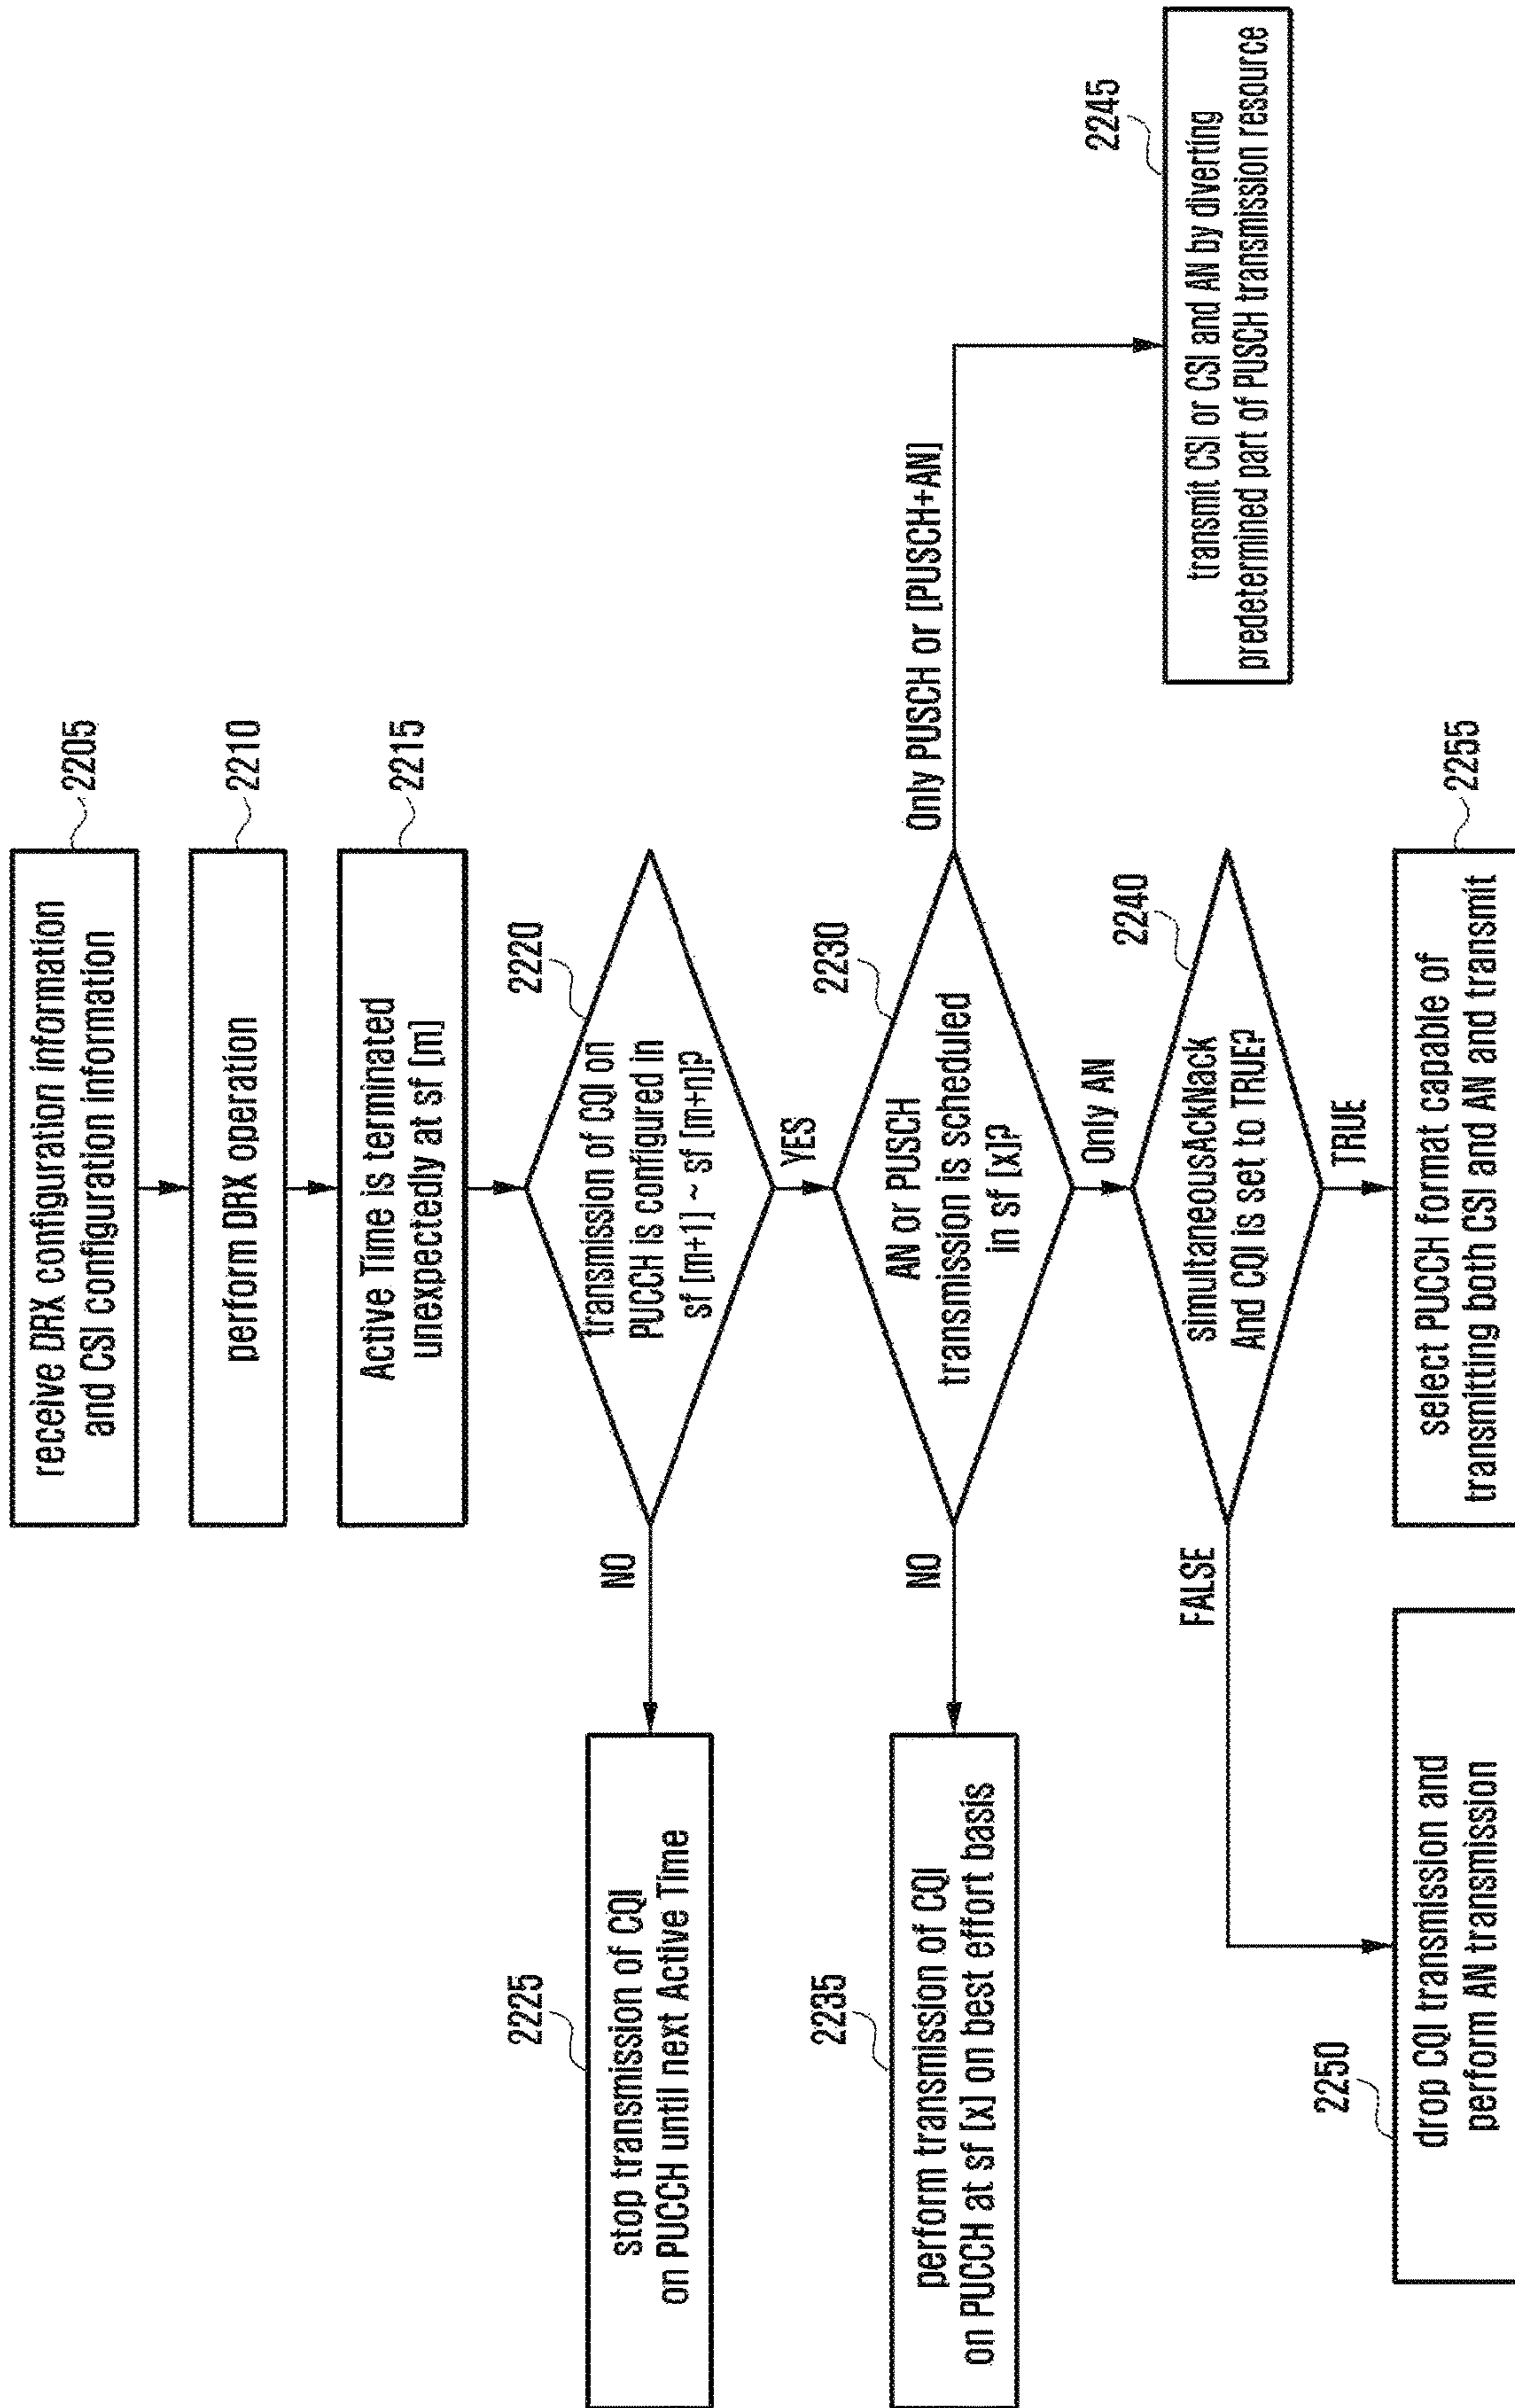 receive DRX configuration information
and CSI configuration information
2205
perform DRX operation
2210
Active Time is terminated
unexpectedly at sf [m]
2215
2220
transmission of CQI on
PUCCH is configured in
sf [m+1] ~ sf [m+n]?
NO
YES
2225
stop transmission of CQI
on PUCCH until next Active Time
2230
AN or PUSCH
transmission is scheduled
in sf [x]?
NO
Only AN
Only PUSCH or [PUSCH+AN]
2235
perform transmission of CQI
on PUCCH at sf [x] on best effort basis
2240
simultaneousAckNack
And CQI is set to TRUE?
FALSE
TRUE
2245
transmit CSI or CSI and AN by diverting
predetermined part of PUSCH transmission resource
2250
drop CQI transmission and
perform AN transmission
2255
select PUCCH format capable of
transmitting both CSI and AN and transmit